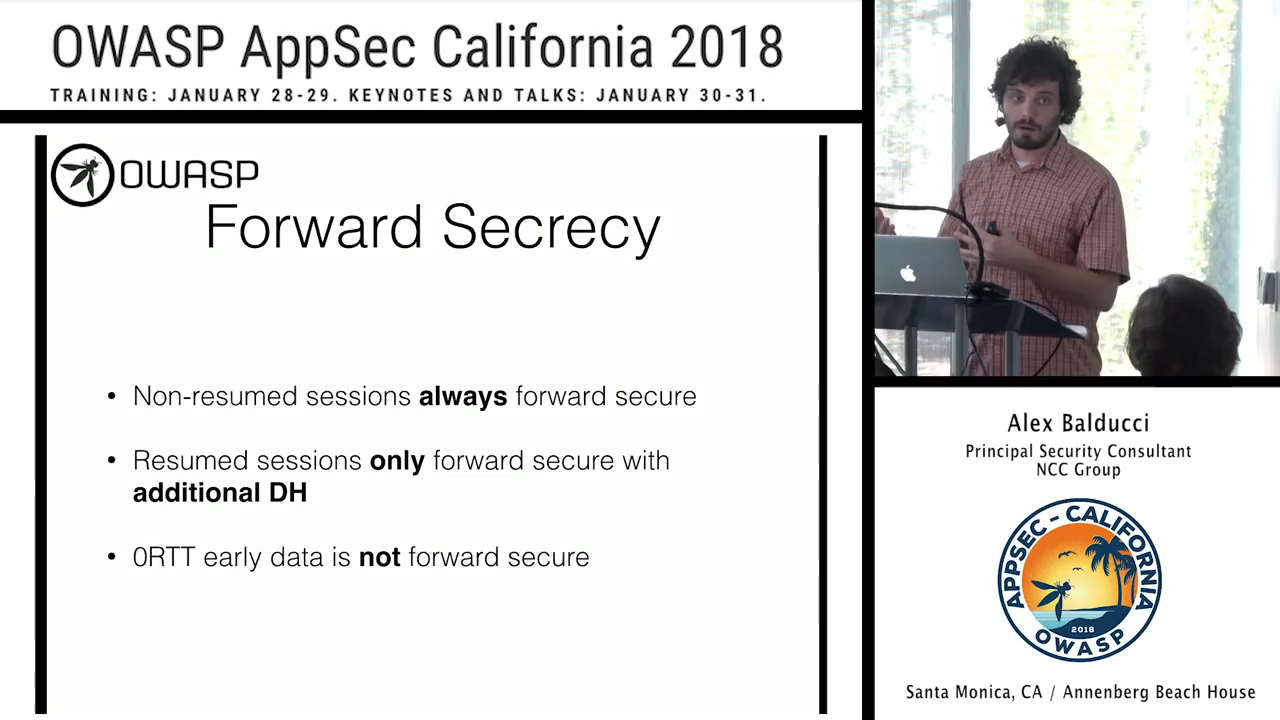 OWASP AppSec California 2018
TRAINING: JANUARY 28-29. KEYNOTES AND TALKS: JANUARY 30-31.
OWASP
Forward Secrecy
• Non-resumed sessions always forward secure
• Resumed sessions only forward secure with
additional DH
• 0RTT early data is not forward secure
Alex Balducci
Principal Security Consultant
NCC Group
APPSEC - CALIFORNIA
2018
OWASP
Santa Monica, CA / Annenberg Beach House